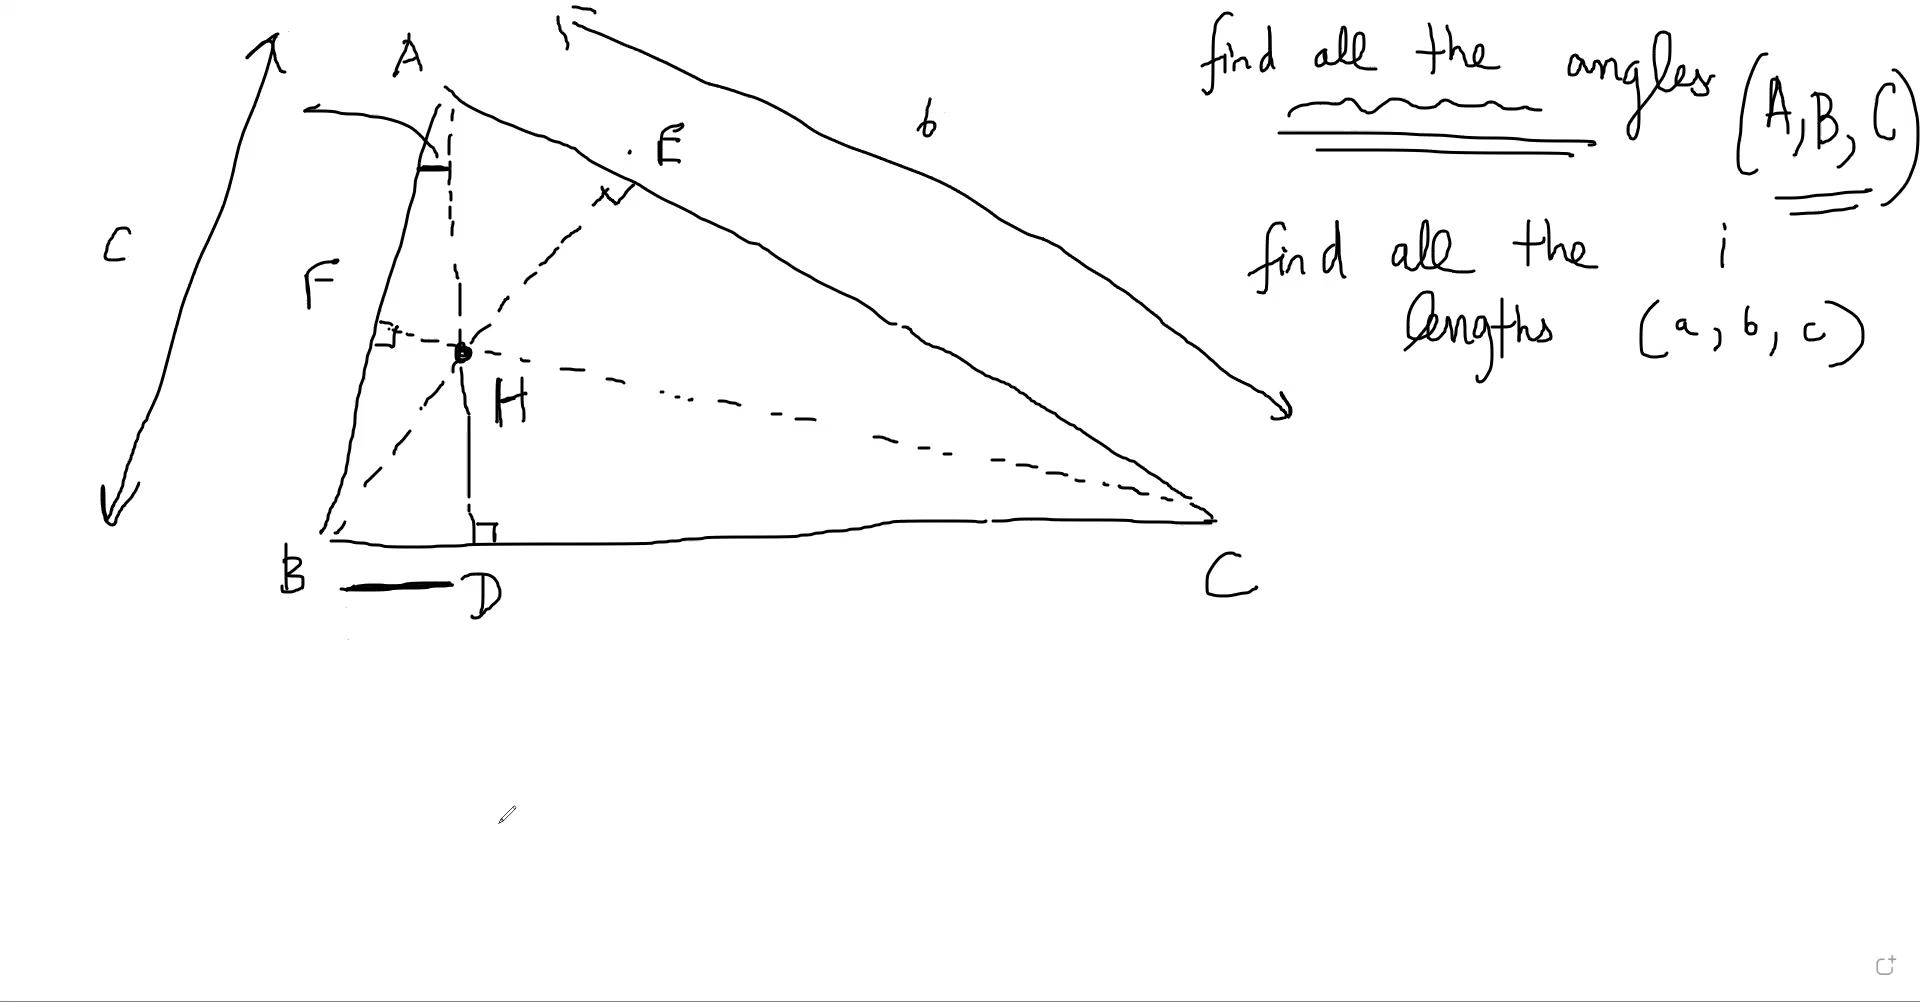 find all the angles (A, B, C)
find all the i
lengths (a, b, c)
A
b
E
c
F
H
B
D
C